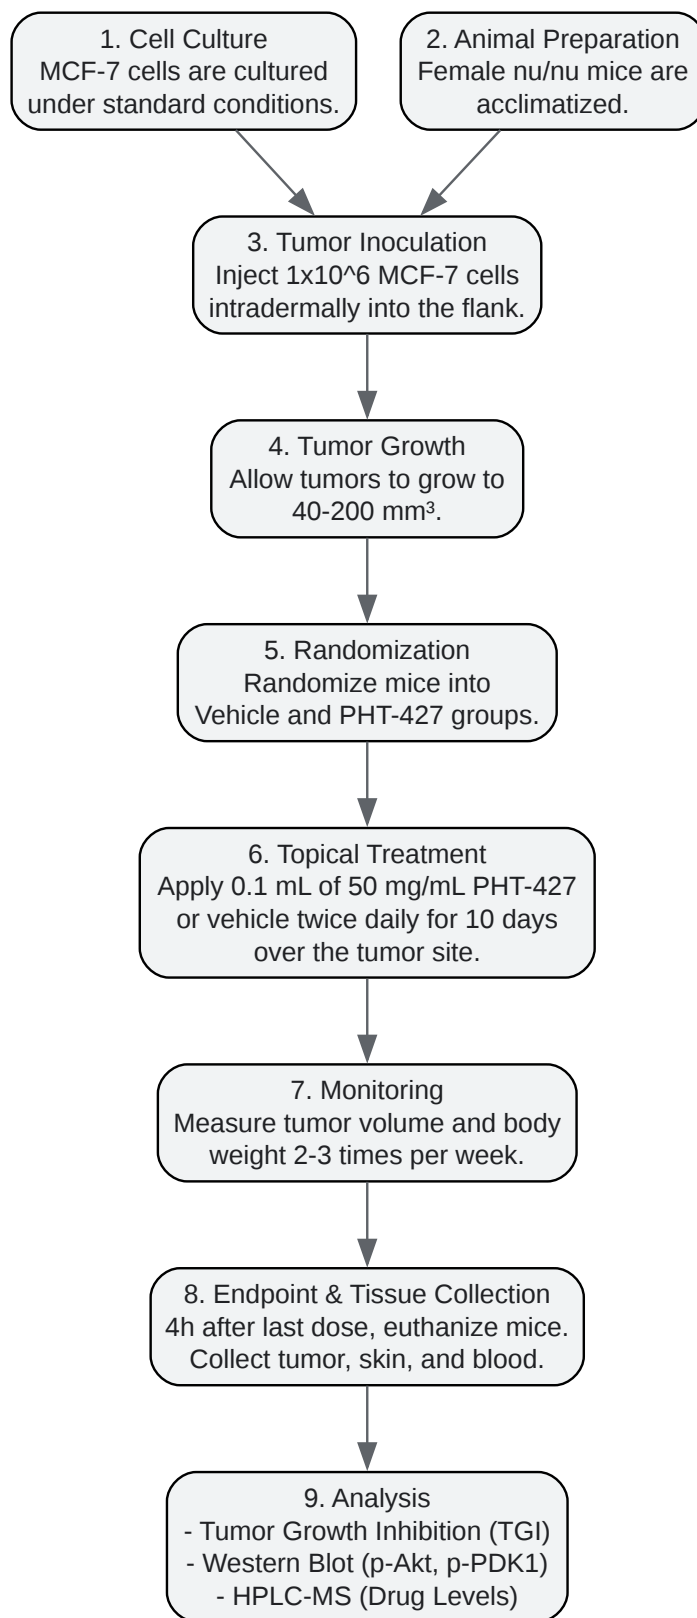 1. Cell Culture
MCF-7 cells are cultured
under standard conditions.
2. Animal Preparation
Female nu/nu mice are
acclimatized.
3. Tumor Inoculation
Inject 1x10^6 MCF-7 cells
intradermally into the flank.
4. Tumor Growth
Allow tumors to grow to
40-200 mm³.
5. Randomization
Randomize mice into
Vehicle and PHT-427 groups.
6. Topical Treatment
Apply 0.1 mL of 50 mg/mL PHT-427
or vehicle twice daily for 10 days
over the tumor site.
7. Monitoring
Measure tumor volume and body
weight 2-3 times per week.
8. Endpoint & Tissue Collection
4h after last dose, euthanize mice.
Collect tumor, skin, and blood.
9. Analysis
- Tumor Growth Inhibition (TGI)
- Western Blot (p-Akt, p-PDK1)
- HPLC-MS (Drug Levels)